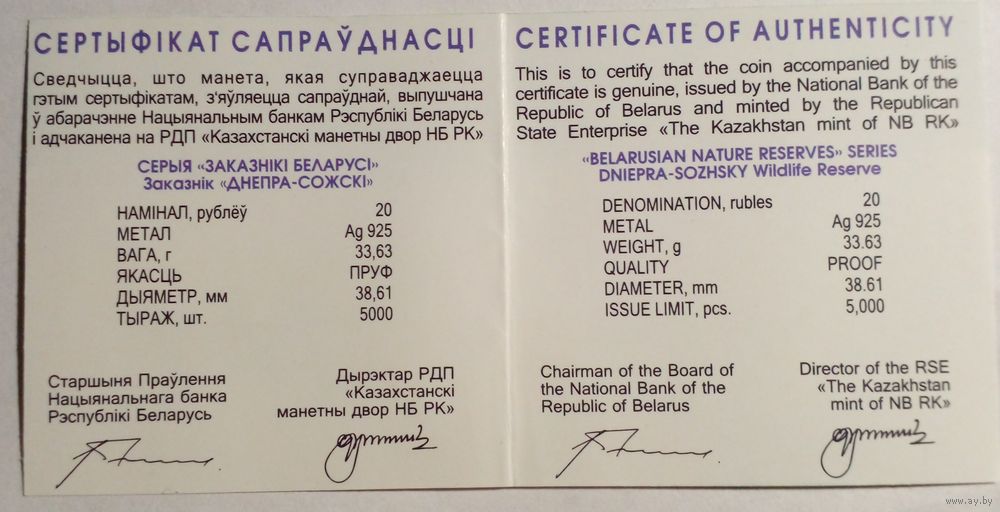 СЕРТЫФІКАТ САПРАЎДНАСЦІ
Сведчыцца, што манета, якая суправаджаецца
гэтым сертыфікатам, з'яўляецца сапраўднай, выпушчана
ў абарачэнне Нацыянальным банкам Рэспублікі Беларусь
і адчаканена на РДП «Казахстанскі манетны двор НБ РК»
СЕРЫЯ «ЗАКАЗНІКІ БЕЛАРУСІ»
Заказнік «ДНЕПРА-СОЖСКІ»
НАМІНАЛ, рублёў 20
МЕТАЛ Ag 925
ВАГА, г 33,63
ЯКАСЦЬ ПРУФ
ДЫЯМЕТР, мм 38,61
ТЫРАЖ, шт. 5000
Старшыня Праўлення
Нацыянальнага банка
Рэспублікі Беларусь
Дырэктар РДП
«Казахстанскі
манетны двор НБ РК»
CERTIFICATE OF AUTHENTICITY
This is to certify that the coin accompanied by this
certificate is genuine, issued by the National Bank of the
Republic of Belarus and minted by the Republican
State Enterprise «The Kazakhstan mint of NB RK»
«BELARUSIAN NATURE RESERVES» SERIES
DNIEPRA-SOZHSKY Wildlife Reserve
DENOMINATION, rubles 20
METAL Ag 925
WEIGHT, g 33.63
QUALITY PROOF
DIAMETER, mm 38.61
ISSUE LIMIT, pcs. 5,000
Chairman of the Board of
the National Bank of the
Republic of Belarus
Director of the RSE
«The Kazakhstan
mint of NB RK»
www.ay.by